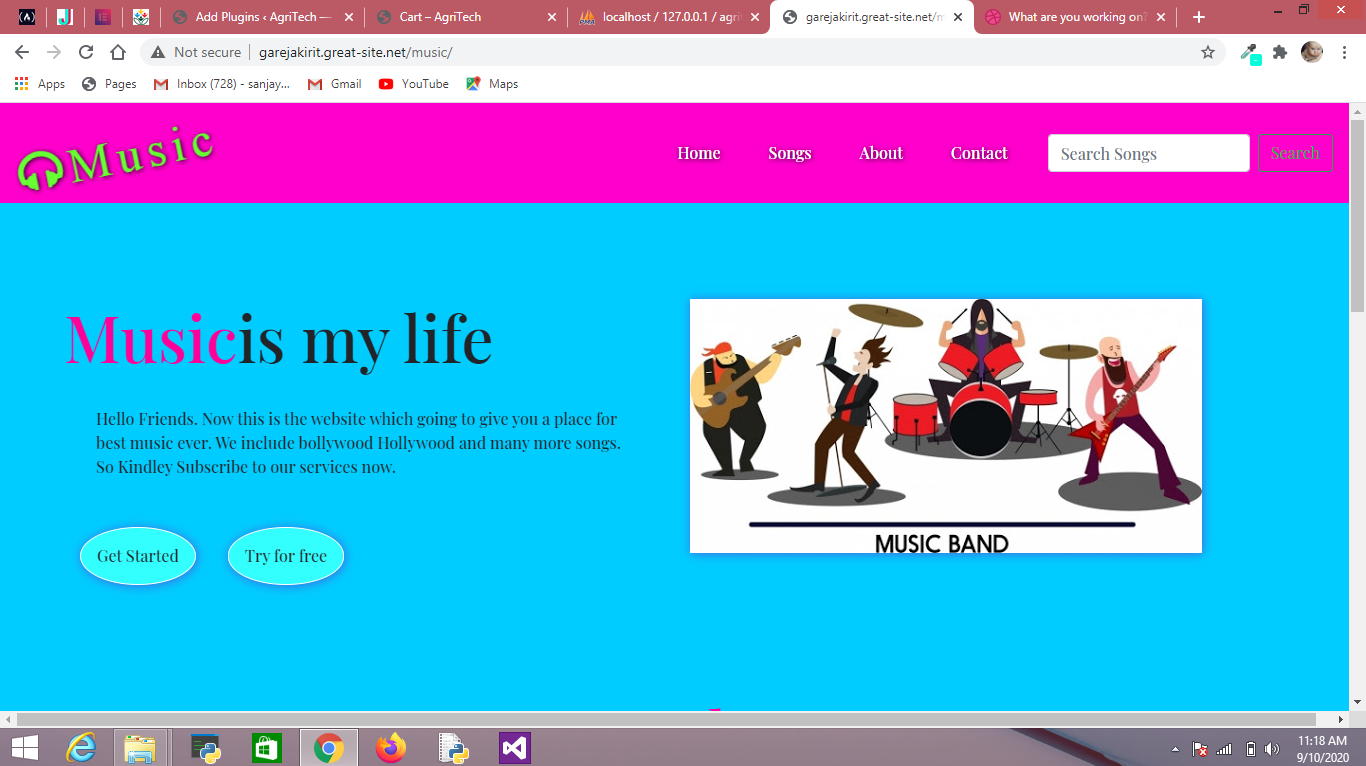 Add Plugins ‹ AgriTech —
Cart – AgriTech
localhost / 127.0.0.1 / agri
garejakirit.great-site.net/m
What are you working on?
Not secure
garejakirit.great-site.net/music/
Apps
Pages
Inbox (728) - sanjay...
Gmail
YouTube
Maps
Music
Home
Songs
About
Contact
Search Songs
Search
Musicis my life
Hello Friends. Now this is the website which going to give you a place for
best music ever. We include bollywood Hollywood and many more songs.
So Kindley Subscribe to our services now.
Get Started
Try for free
MUSIC BAND
11:18 AM
9/10/2020